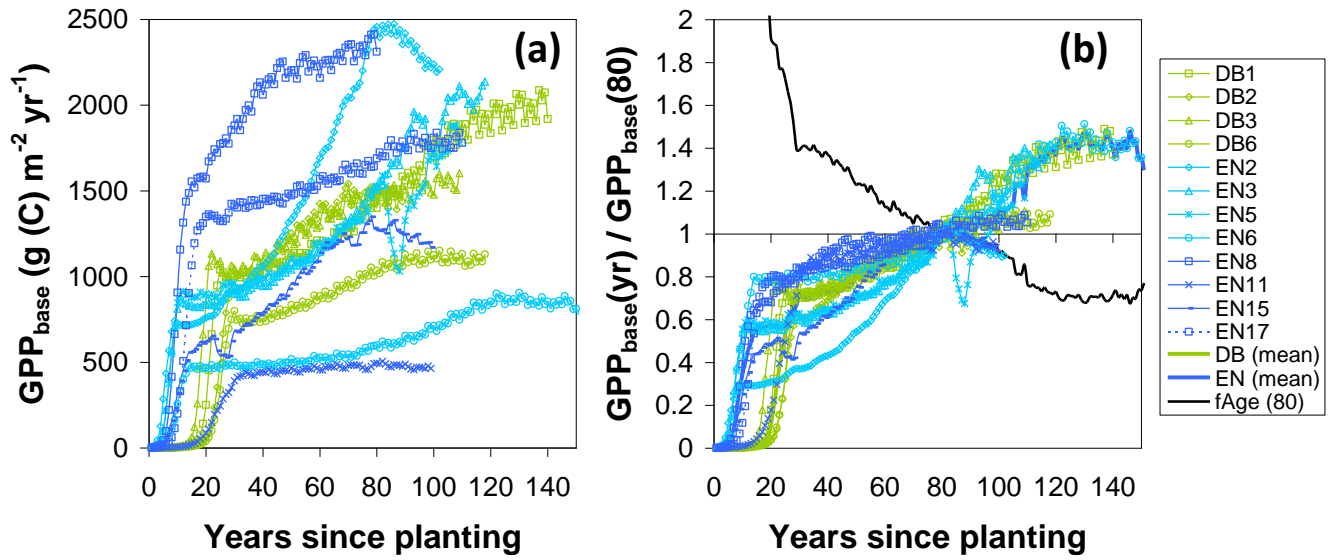 (a)
GPP_base (g (C) m⁻² yr⁻¹)
2500
2000
1500
1000
500
0
0 20 40 60 80 100 120 140
Years since planting
(b)
GPP_base(yr) / GPP_base(80)
2
1.8
1.6
1.4
1.2
1
0.8
0.6
0.4
0.2
0
0 20 40 60 80 100 120 140
Years since planting
DB1
DB2
DB3
DB6
EN2
EN3
EN5
EN6
EN8
EN11
EN15
EN17
DB (mean)
EN (mean)
fAge (80)